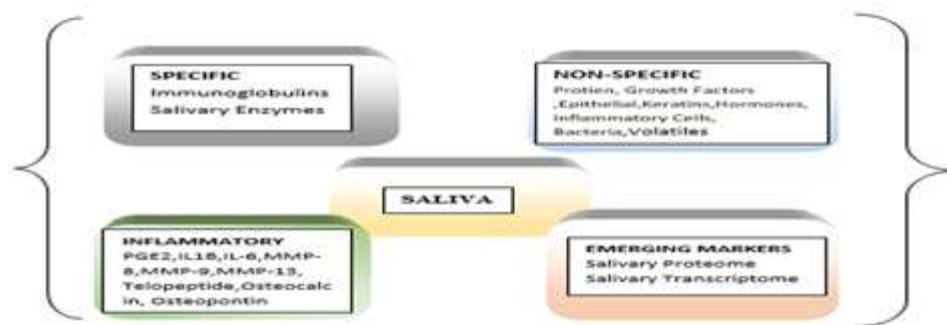 SPECIFIC
Immunoglobulins
Salivary Enzymes
NON-SPECIFIC
Protien, Growth Factors
,Epithelial,Keratins,Hormones,
Inflammatory Cells,
Bacteria,Volatiles
SALIVA
INFLAMMATORY
PGE2,IL1B,IL-6,MMP-
8,MMP-9,MMP-13,
Telopeptide,Osteocalc
in, Osteopontin
EMERGING MARKERS
Salivary Proteome
Salivary Transcriptome